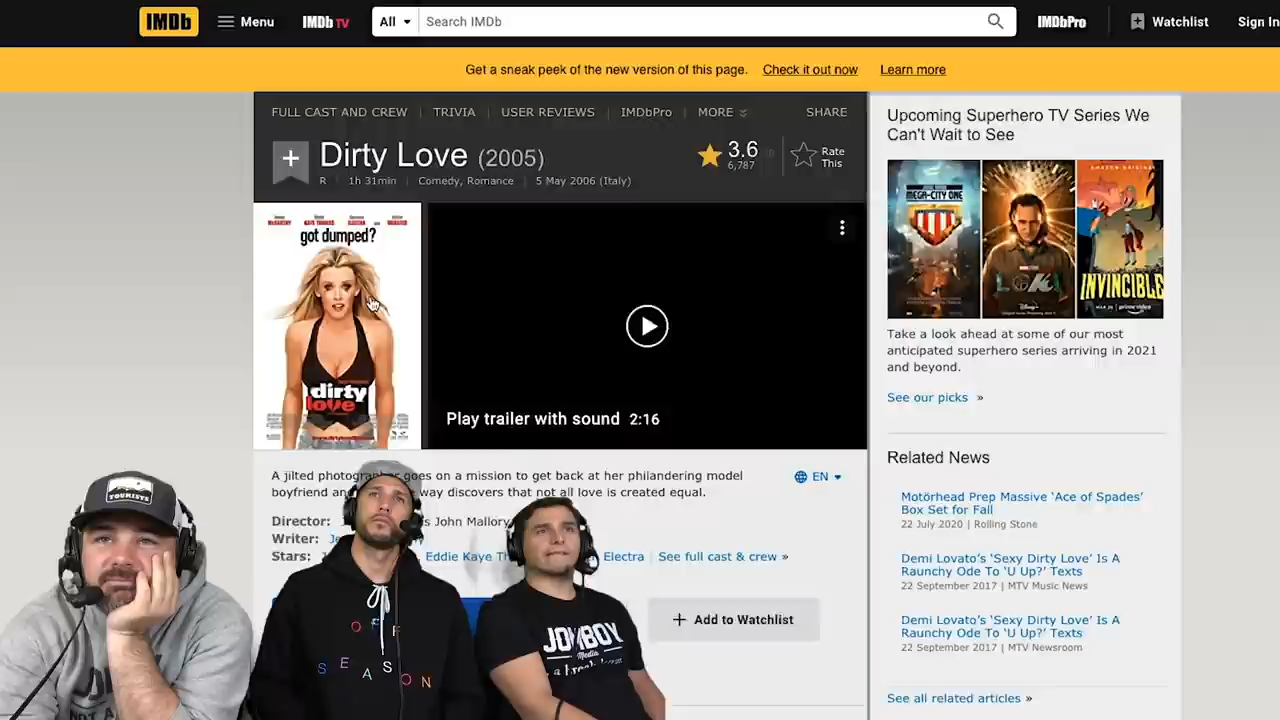 IMDb
Menu
IMDb TV
All
Search IMDb
IMDbPro
Watchlist
Sign In
Get a sneak peek of the new version of this page. Check it out now Learn more
FULL CAST AND CREW | TRIVIA | USER REVIEWS | IMDbPro | MORE
SHARE
+ Dirty Love (2005)
3.6
6,787
Rate
This
R | 1h 31min | Comedy, Romance | 5 May 2006 (Italy)
got dumped?
dirty
love
Play trailer with sound 2:16
A jilted photographer goes on a mission to get back at her philandering model
boyfriend and way discovers that not all love is created equal.
EN
Director: John Mallory
Writer:
Stars: Eddie Kaye Electra | See full cast & crew »
+ Add to Watchlist
Upcoming Superhero TV Series We
Can't Wait to See
MEGA-CITY ONE
LOKI
INVINCIBLE
Take a look ahead at some of our most
anticipated superhero series arriving in 2021
and beyond.
See our picks »
Related News
Motörhead Prep Massive 'Ace of Spades'
Box Set for Fall
22 July 2020 | Rolling Stone
Demi Lovato's 'Sexy Dirty Love' Is A
Raunchy Ode To 'U Up?' Texts
22 September 2017 | MTV Music News
Demi Lovato's 'Sexy Dirty Love' Is A
Raunchy Ode To 'U Up?' Texts
22 September 2017 | MTV Newsroom
See all related articles »
TOURISTS
OFF
SEASON
Media